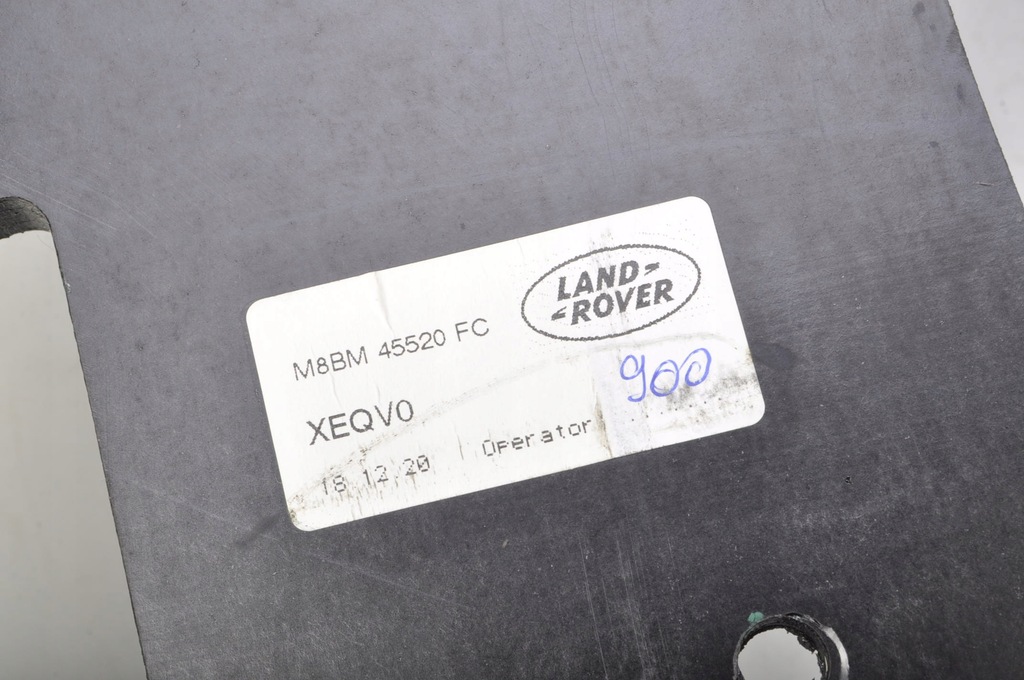 LAND-
-ROVER
M8BM 45520 FC
900
XEQV0
18.12.20 Operator